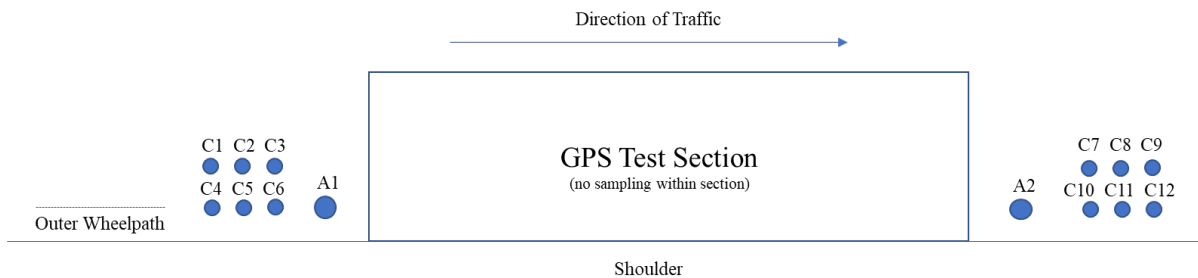 Direction of Traffic
C1 C2 C3
C7 C8 C9
GPS Test Section
(no sampling within section)
C4 C5 C6 A1
A2 C10 C11 C12
Outer Wheelpath
Shoulder